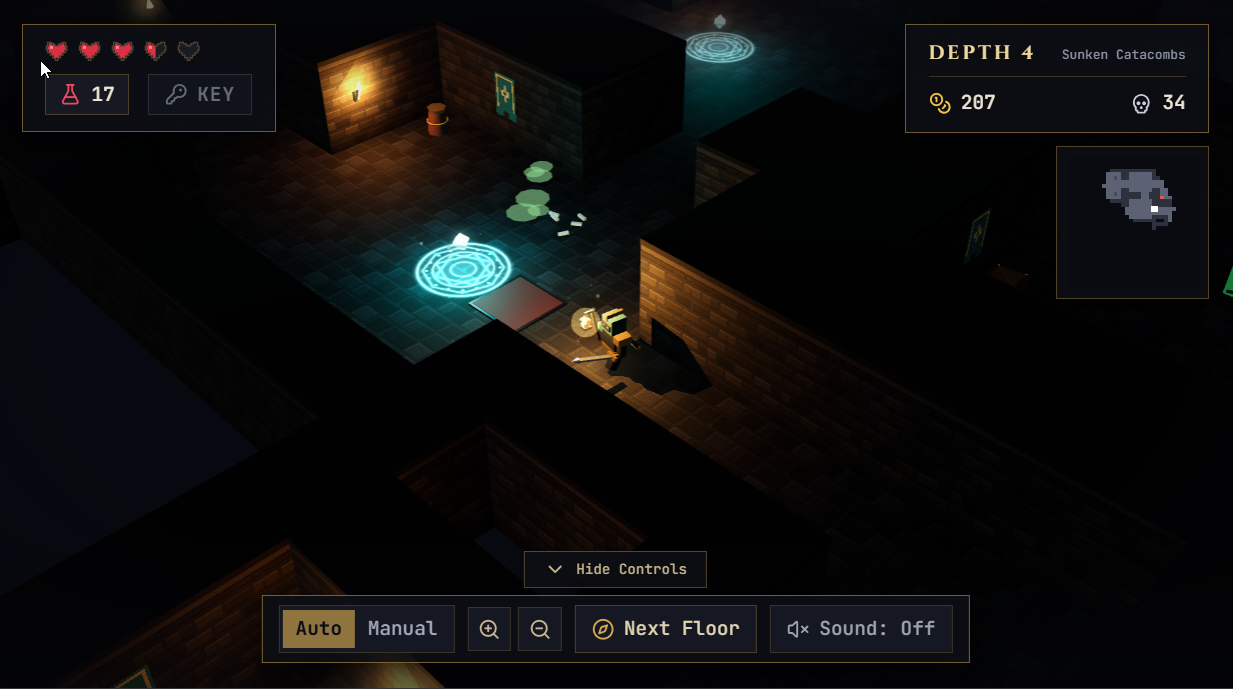 17
KEY
DEPTH 4
Sunken Catacombs
207
34
Hide Controls
Auto
Manual
Next Floor
Sound: Off